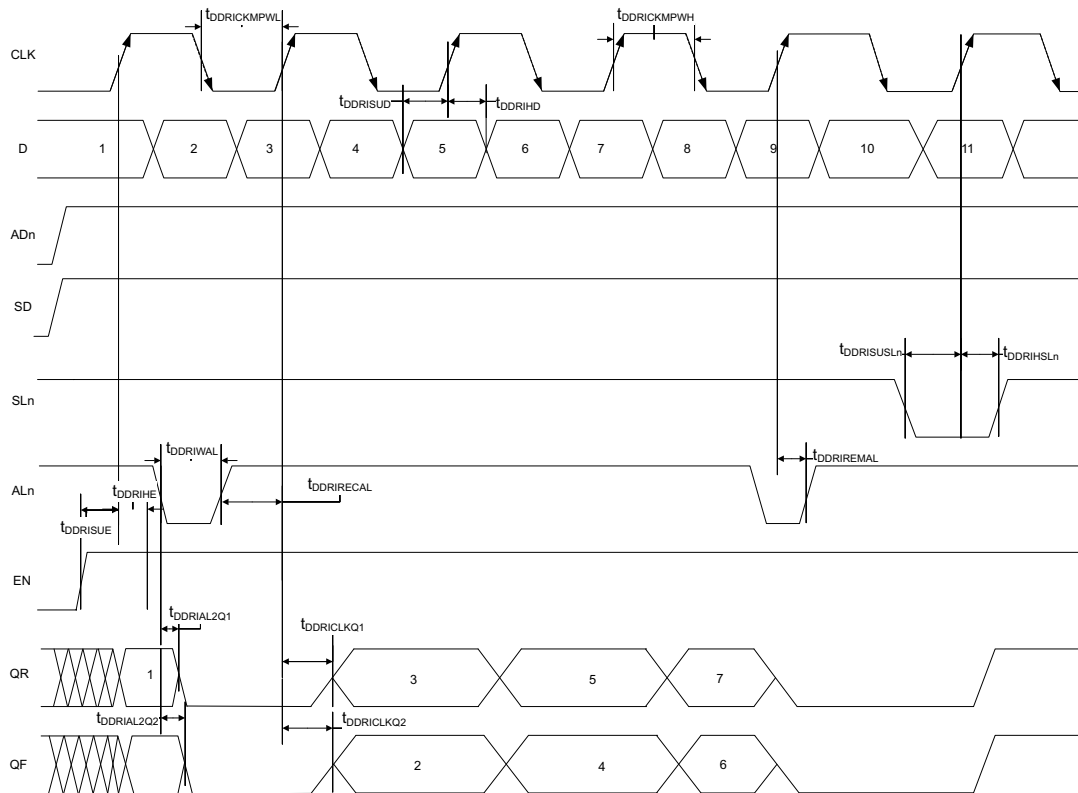 tDDRICKMPWL
tDDRICKMPWH
CLK
tDDRISUD
tDDRIHD
D
1 2 3 4 5 6 7 8 9 10 11
ADn
SD
tDDRISUSLn
tDDRIHSLn
SLn
tDDRIWAL
tDDRIREMAL
ALn
tDDRIHE
tDDRIRECAL
tDDRISUE
EN
tDDRIAL2Q1
tDDRICLKQ1
QR
1 3 5 7
tDDRIAL2Q2
tDDRICLKQ2
QF
2 4 6